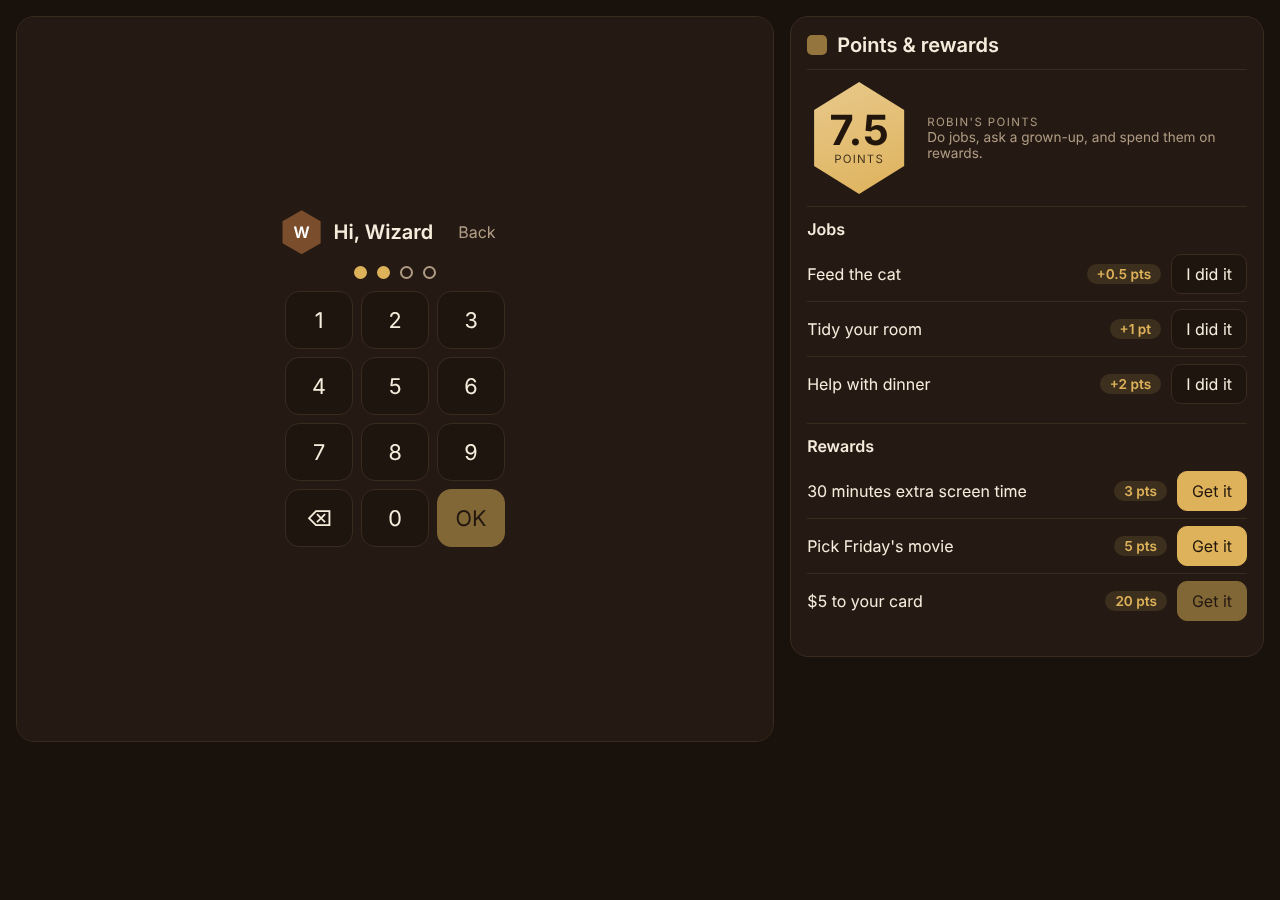 W
Hi, Wizard
Back
1 2 3
4 5 6
7 8 9
0 OK
Points & rewards
7.5
POINTS
ROBIN'S POINTS
Do jobs, ask a grown-up, and spend them on
rewards.
Jobs
Feed the cat +0.5 pts I did it
Tidy your room +1 pt I did it
Help with dinner +2 pts I did it
Rewards
30 minutes extra screen time 3 pts Get it
Pick Friday's movie 5 pts Get it
$5 to your card 20 pts Get it